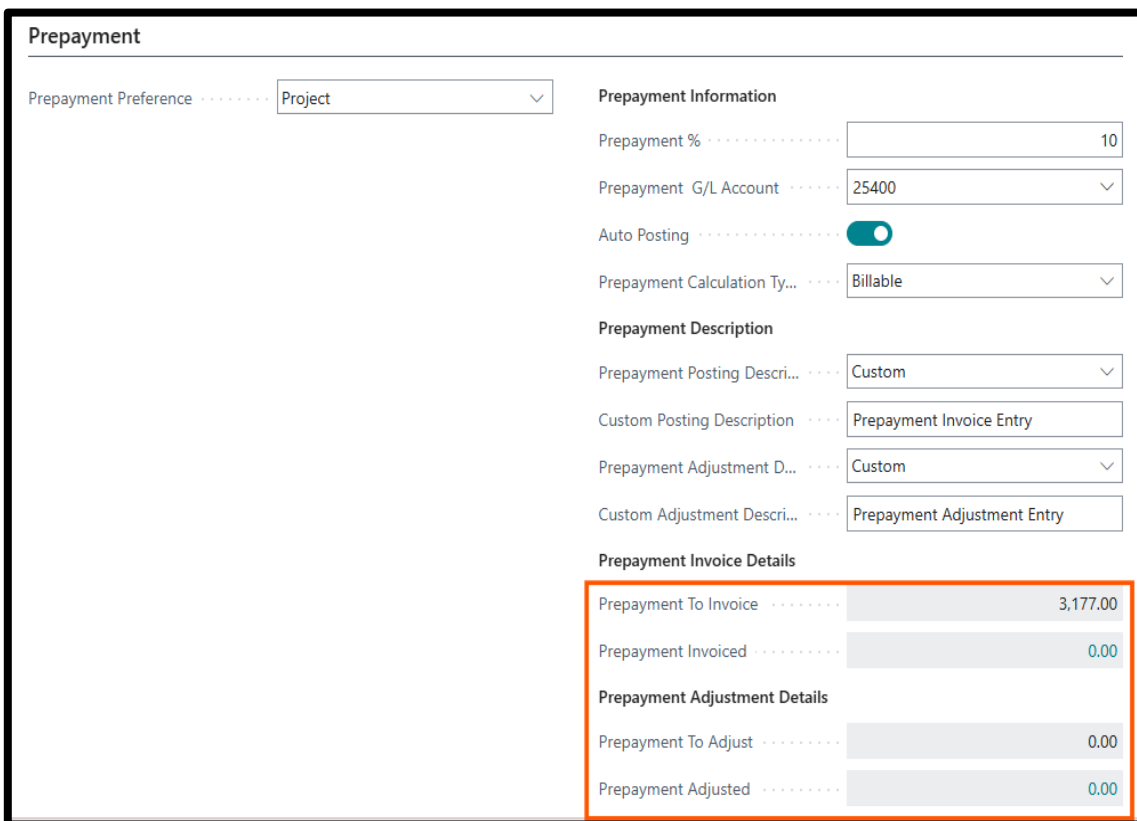 Prepayment
Prepayment Preference
Project
Prepayment Information
Prepayment %
10
Prepayment  G/L Account
25400
Auto Posting
Prepayment Calculation Ty...
Billable
Prepayment Description
Prepayment Posting Descri...
Custom
Custom Posting Description
Prepayment Invoice Entry
Prepayment Adjustment D...
Custom
Custom Adjustment Descri...
Prepayment Adjustment Entry
Prepayment Invoice Details
Prepayment To Invoice
3,177.00
Prepayment Invoiced
0.00
Prepayment Adjustment Details
Prepayment To Adjust
0.00
Prepayment Adjusted
0.00